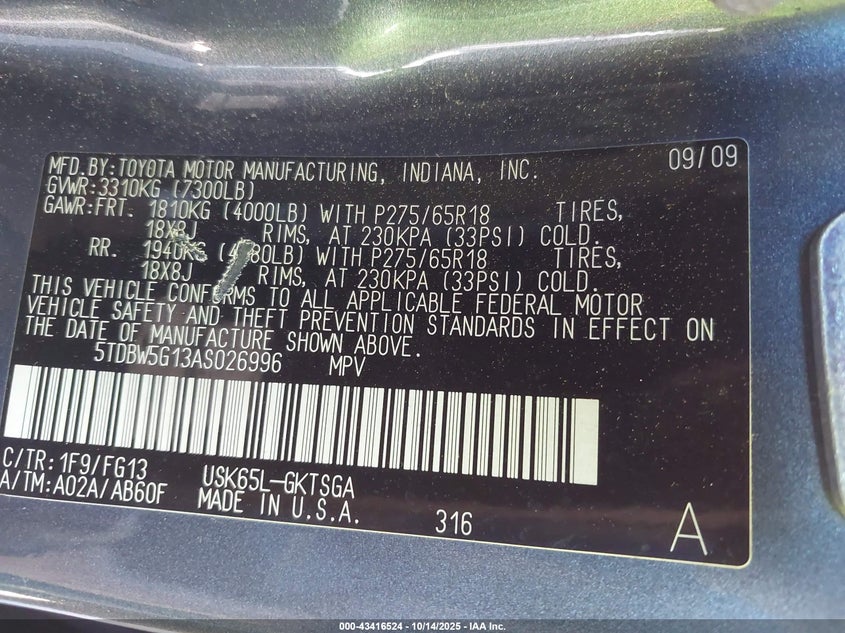 MFD.BY:TOYOTA MOTOR MANUFACTURING, INDIANA, INC. 09/09
GVWR:3310KG (7300LB)
GAWR:FRT. 1810KG (4000LB) WITH P275/65R18 TIRES,
18X8J RIMS, AT 230KPA (33PSI) COLD.
RR. 1940KG WITH P275/65R18 TIRES,
18X8J RIMS, AT 230KPA (33PSI) COLD.
THIS VEHICLE CONFORMS TO ALL APPLICABLE FEDERAL MOTOR
VEHICLE SAFETY AND THEFT PREVENTION STANDARDS IN EFFECT ON
THE DATE OF MANUFACTURE SHOWN ABOVE.
5TDBW5G13AS026996 MPV
C/TR:1F9/FG13 USK65L-GKTSGA
A/TM:A02A/AB60F MADE IN U.S.A. 316 A
000-43416524 - 10/14/2025 - IAA Inc.